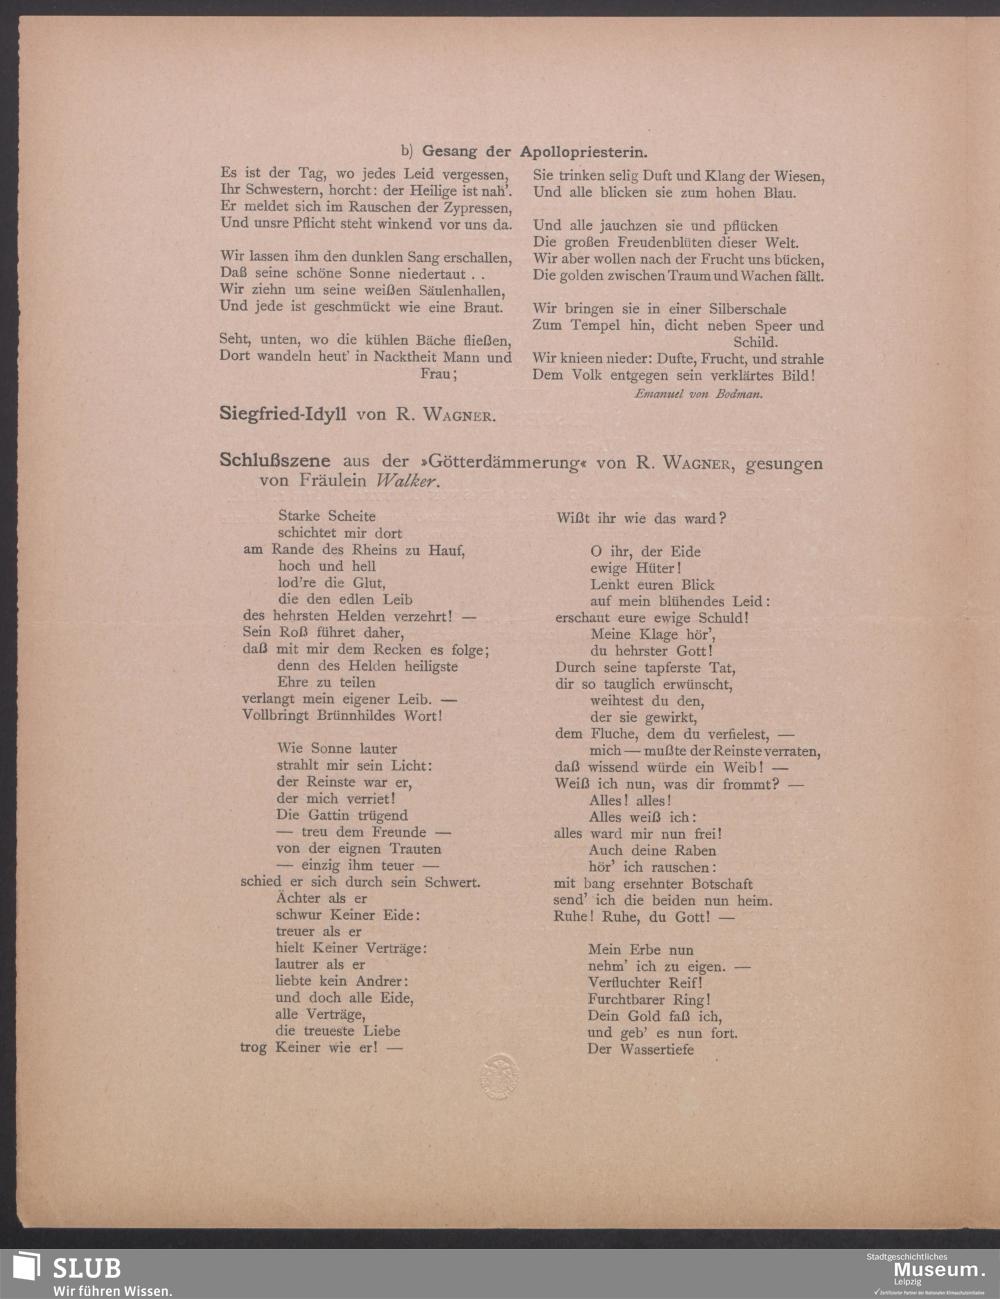 b) Gesang der Apollopriesterin.
Es ist der Tag, wo jedes Leid vergessen,
Ihr Schwestern, horcht: der Heilige ist nah'.
Er meldet sich im Rauschen der Zypressen,
Und unsre Pflicht steht winkend vor uns da.
Wir lassen ihm den dunklen Sang erschallen,
Daß seine schöne Sonne niedertaut . .
Wir ziehn um seine weißen Säulenhallen,
Und jede ist geschmückt wie eine Braut.
Seht, unten, wo die kühlen Bäche fließen,
Dort wandeln heut' in Nacktheit Mann und
Frau;
Sie trinken selig Duft und Klang der Wiesen,
Und alle blicken sie zum hohen Blau.
Und alle jauchzen sie und pflücken
Die großen Freudenblüten dieser Welt.
Wir aber wollen nach der Frucht uns bücken,
Die golden zwischen Traum und Wachen fällt.
Wir bringen sie in einer Silberschale
Zum Tempel hin, dicht neben Speer und
Schild.
Wir knieen nieder: Dufte, Frucht, und strahle
Dem Volk entgegen sein verklärtes Bild!
Emanuel von Bodman.
Siegfried-Idyll von R. WAGNER.
Schlußszene aus der »Götterdämmerung« von R. WAGNER, gesungen
von Fräulein Walker.
Starke Scheite
schichtet mir dort
am Rande des Rheins zu Hauf,
hoch und hell
lod're die Glut,
die den edlen Leib
des hehrsten Helden verzehrt! —
Sein Roß führet daher,
daß mit mir dem Recken es folge;
denn des Helden heiligste
Ehre zu teilen
verlangt mein eigener Leib. —
Vollbringt Brünnhildes Wort!
Wie Sonne lauter
strahlt mir sein Licht:
der Reinste war er,
der mich verriet!
Die Gattin trügend
— treu dem Freunde —
von der eignen Trauten
— einzig ihm teuer —
schied er sich durch sein Schwert.
Ächter als er
schwur Keiner Eide:
treuer als er
hielt Keiner Verträge:
lautrer als er
liebte kein Andrer:
und doch alle Eide,
alle Verträge,
die treueste Liebe
trog Keiner wie er! —
Wißt ihr wie das ward?
O ihr, der Eide
ewige Hüter!
Lenkt euren Blick
auf mein blühendes Leid:
erschaut eure ewige Schuld!
Meine Klage hör',
du hehrster Gott!
Durch seine tapferste Tat,
dir so tauglich erwünscht,
weihtest du den,
der sie gewirkt,
dem Fluche, dem du verfielest, —
mich — mußte der Reinste verraten,
daß wissend würde ein Weib! —
Weiß ich nun, was dir frommt? —
Alles! alles!
Alles weiß ich:
alles ward mir nun frei!
Auch deine Raben
hör' ich rauschen:
mit bang ersehnter Botschaft
send' ich die beiden nun heim.
Ruhe! Ruhe, du Gott! —
Mein Erbe nun
nehm' ich zu eigen. —
Verfluchter Reif!
Furchtbarer Ring!
Dein Gold faß ich,
und geb' es nun fort.
Der Wassertiefe
SLUB
Wir führen Wissen.
Stadtgeschichtliches
Museum.
Leipzig
Zertifizierter Partner der Nationalen Klimaschutzinitiative